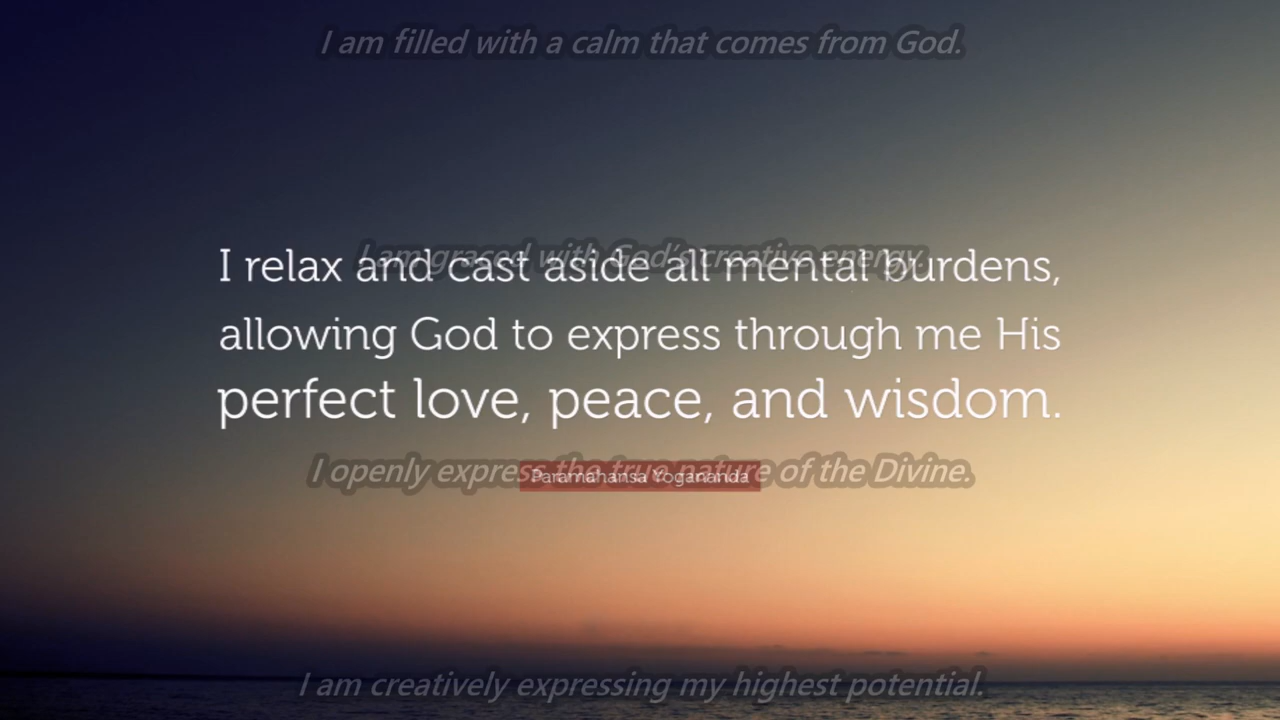 I am filled with a calm that comes from God.
I am graced with God's creative energy.
I relax and cast aside all mental burdens,
allowing God to express through me His
perfect love, peace, and wisdom.
I openly express the true nature of the Divine.
Paramahansa Yogananda
I am creatively expressing my highest potential.